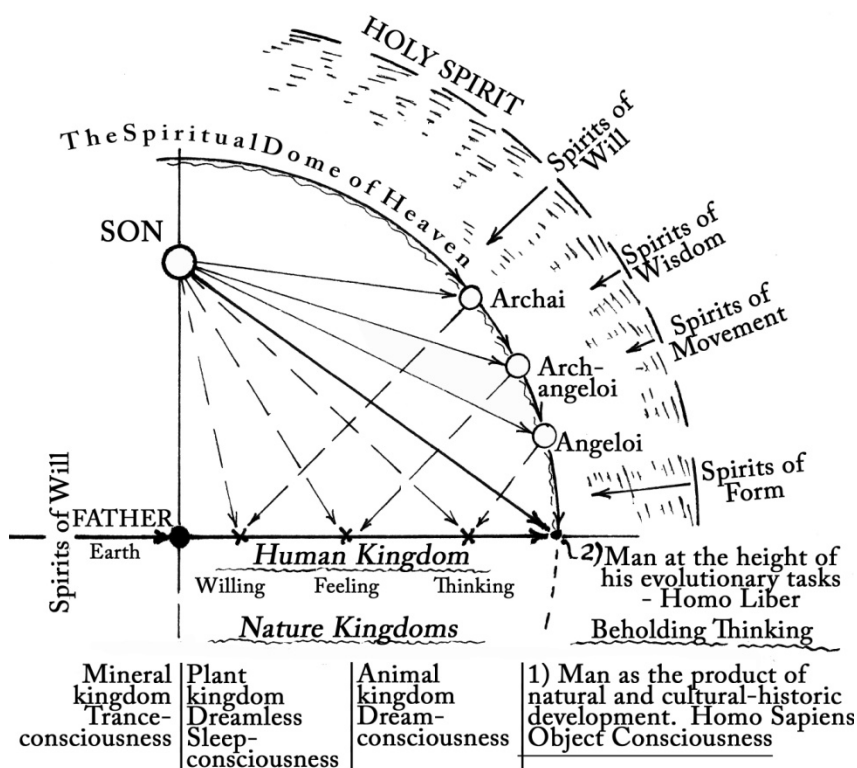 HOLY SPIRIT
The Spiritual Dome of Heaven
Spirits of
Will
Spirits of
Wisdom
Spirits of
Movement
SON
Archai
Arch-
angeloi
Angeloi
Spirits of
Form
Spirits of Will
FATHER
Earth
Human Kingdom
Willing Feeling Thinking
Nature Kingdoms
2) Man at the height of
his evolutionary tasks
- Homo Liber
Beholding Thinking
Mineral
kingdom
Trance-
consciousness
Plant
kingdom
Dreamless
Sleep-
consciousness
Animal
kingdom
Dream-
consciousness
1) Man as the product of
natural and cultural-historic
development. Homo Sapiens
Object Consciousness